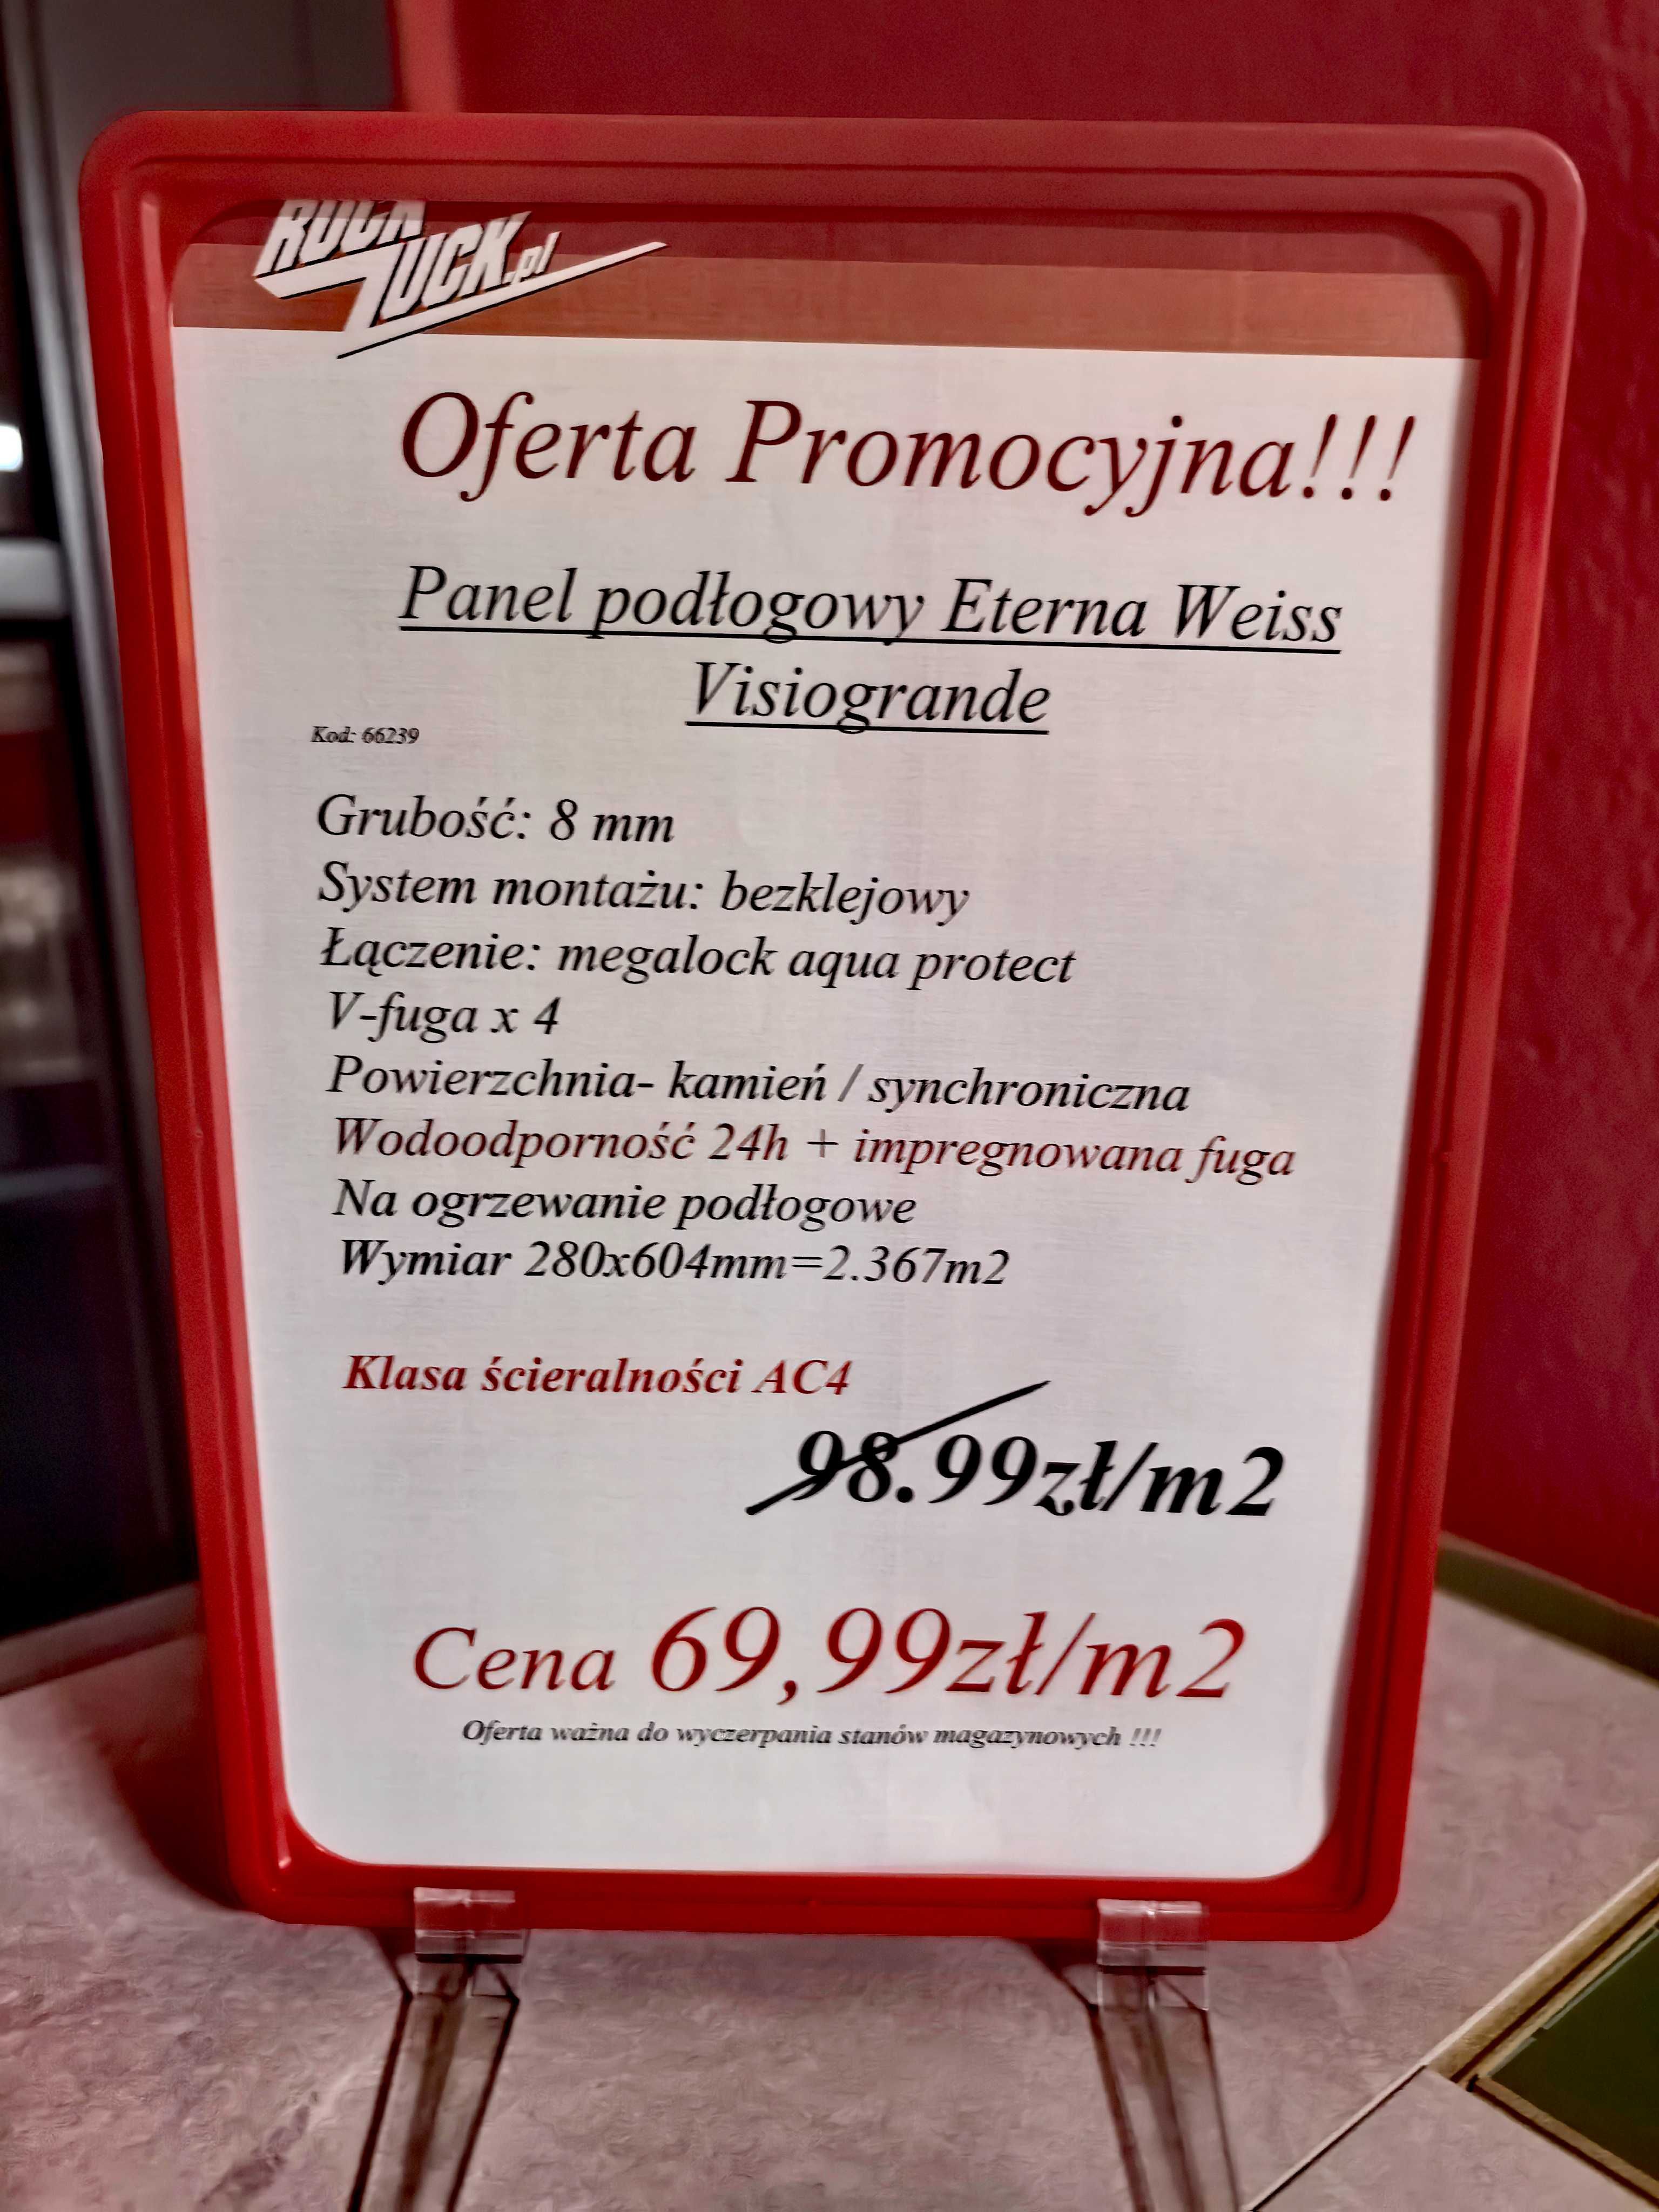 ROCK
LUCK.pl
Oferta Promocyjna!!!
Panel podłogowy Eterna Weiss
Visiogrande
Kod: 66239
Grubość: 8 mm
System montażu: bezklejowy
Łączenie: megalock aqua protect
V-fuga x 4
Powierzchnia- kamień / synchroniczna
Wodoodporność 24h + impregnowana fuga
Na ogrzewanie podłogowe
Wymiar 280x604mm=2.367m2
Klasa ścieralności AC4
98.99zł/m2
Cena 69,99zł/m2
Oferta ważna do wyczerpania stanów magazynowych !!!